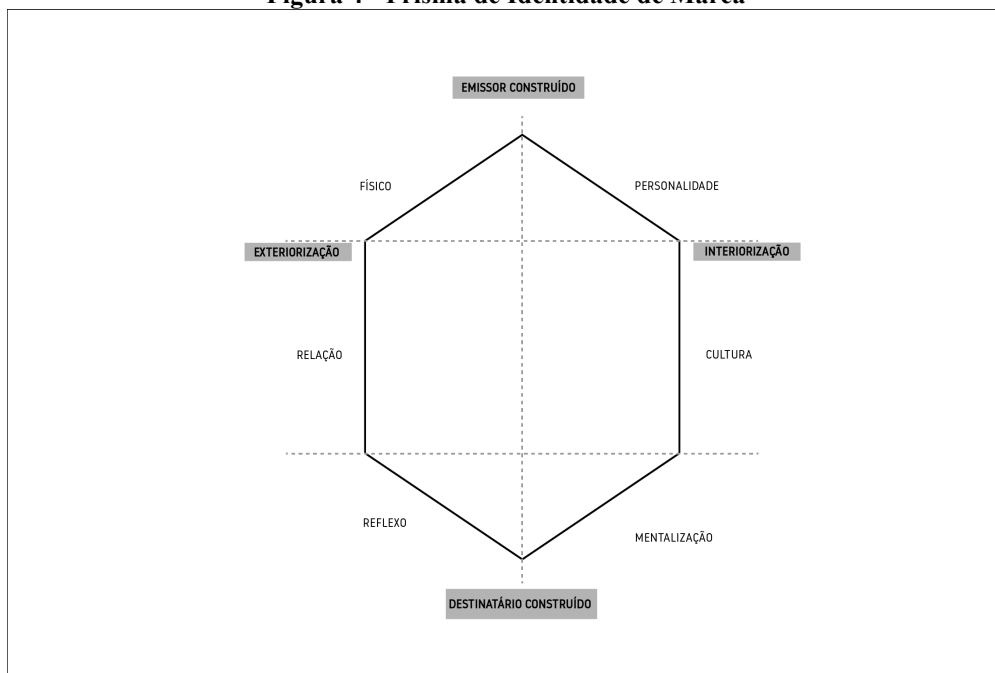 Figura 4 - Prisma de Identidade de Marca
EMISSOR CONSTRUÍDO
FÍSICO
PERSONALIDADE
EXTERIORIZAÇÃO
INTERIORIZAÇÃO
RELAÇÃO
CULTURA
REFLEXO
MENTALIZAÇÃO
DESTINATÁRIO CONSTRUÍDO